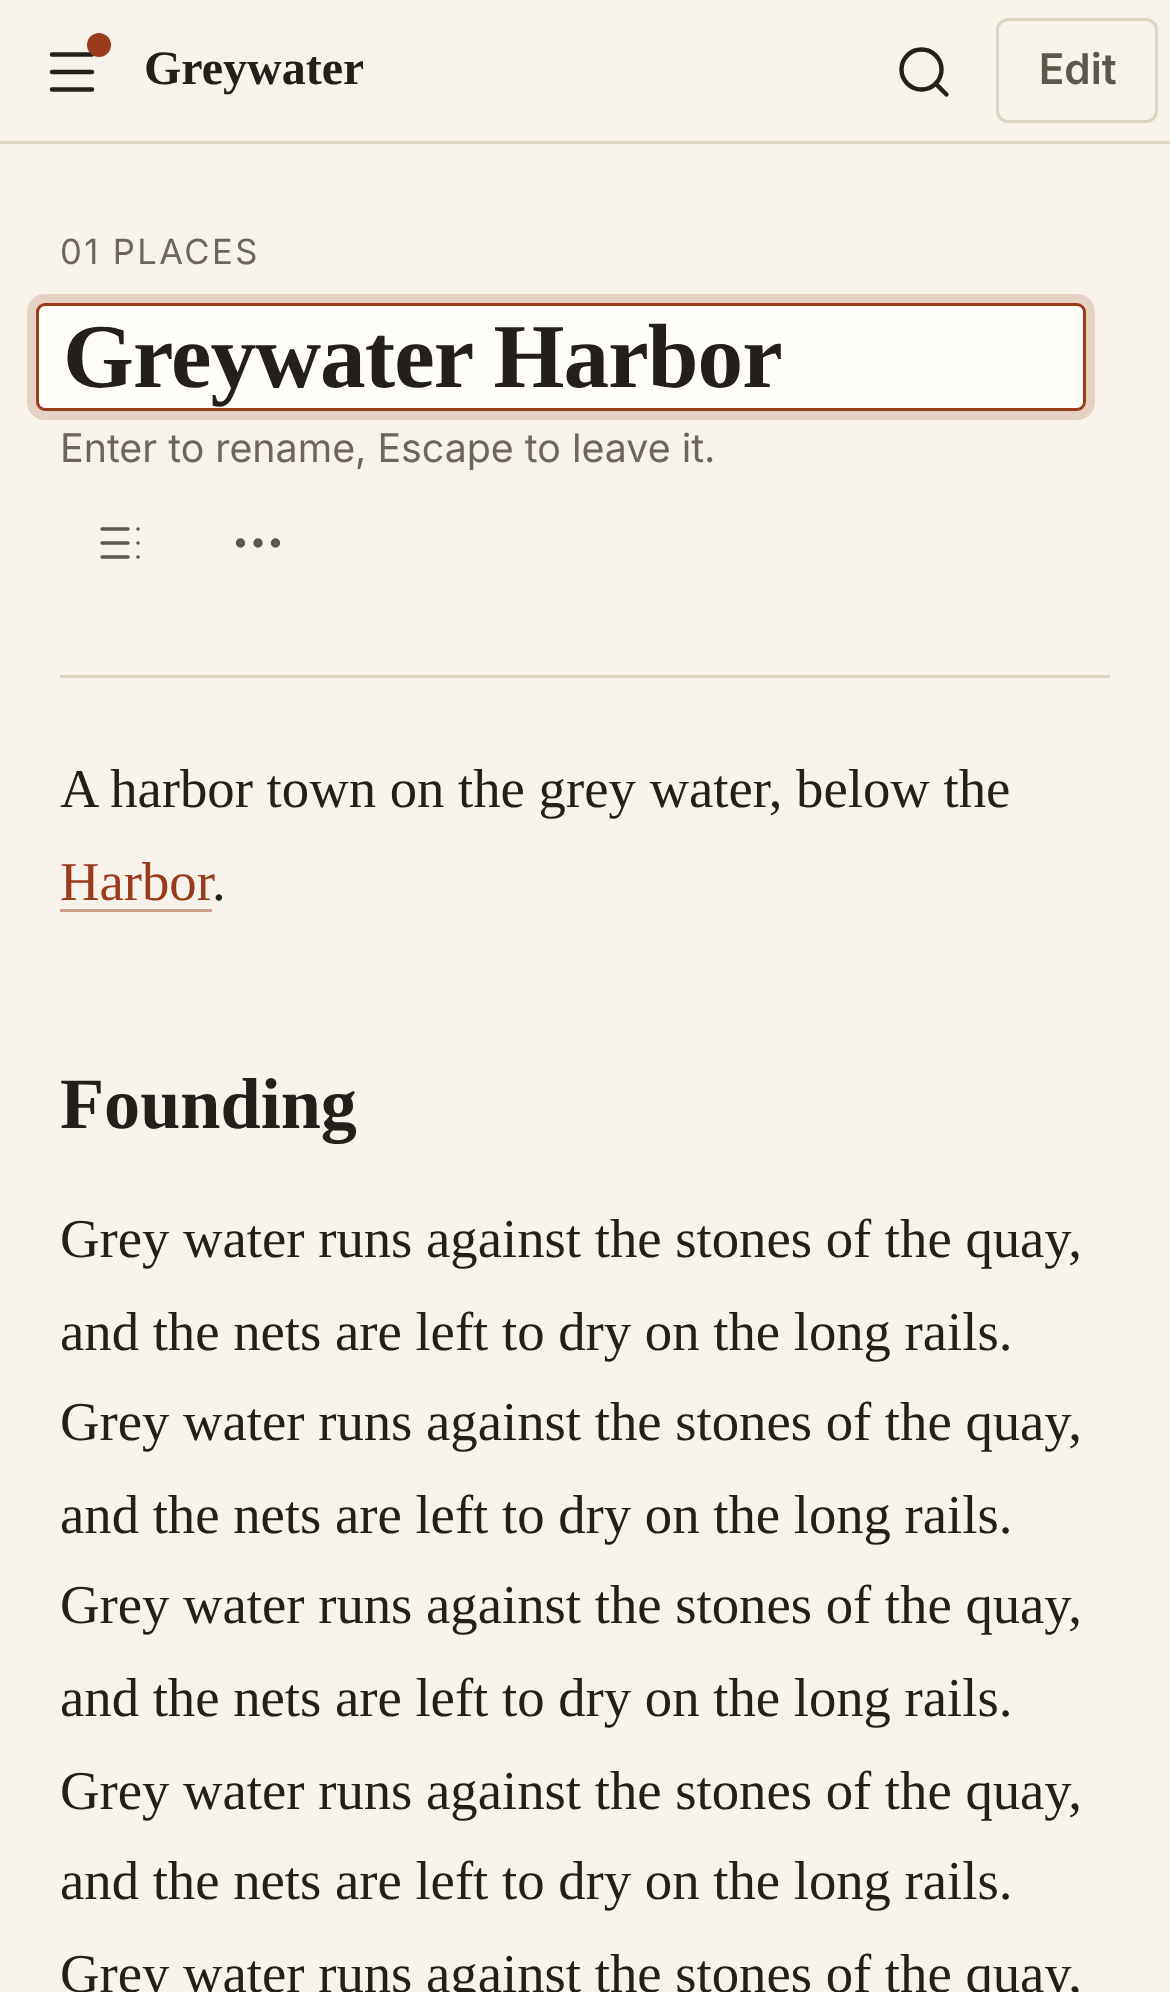 Greywater
Edit
01 PLACES
Greywater Harbor
Enter to rename, Escape to leave it.
A harbor town on the grey water, below the
Harbor.
Founding
Grey water runs against the stones of the quay,
and the nets are left to dry on the long rails.
Grey water runs against the stones of the quay,
and the nets are left to dry on the long rails.
Grey water runs against the stones of the quay,
and the nets are left to dry on the long rails.
Grey water runs against the stones of the quay,
and the nets are left to dry on the long rails.
Grey water runs against the stones of the quay,